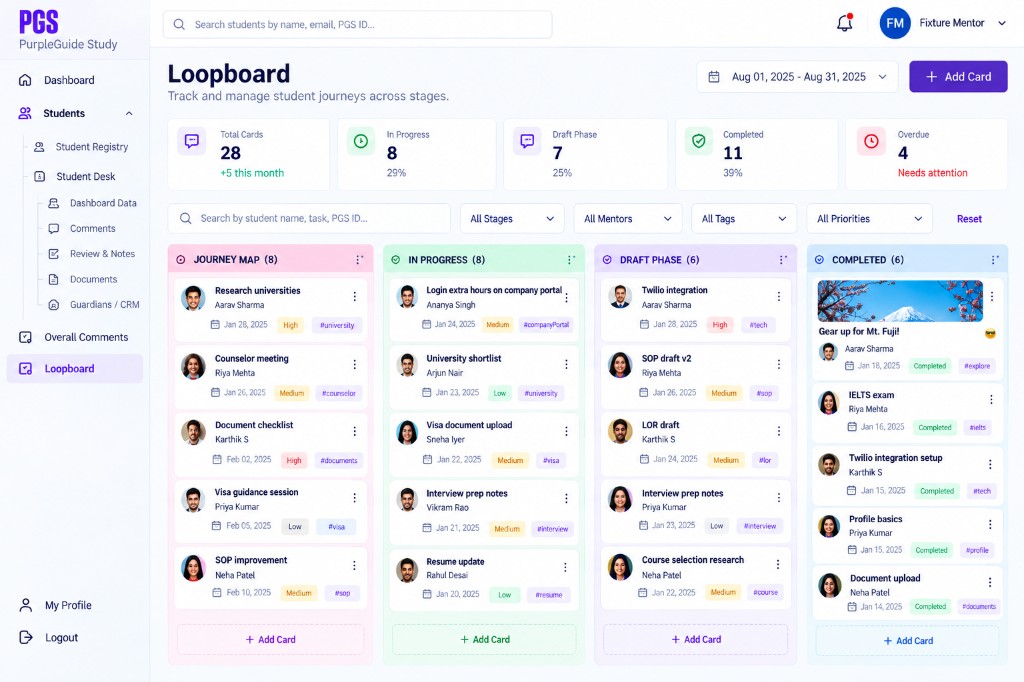 PGS
PurpleGuide Study
Search students by name, email, PGS ID...
FM
Fixture Mentor
Dashboard
Students
Student Registry
Student Desk
Dashboard Data
Comments
Review & Notes
Documents
Guardians / CRM
Overall Comments
Loopboard
My Profile
Logout
Loopboard
Track and manage student journeys across stages.
Aug 01, 2025 - Aug 31, 2025
+ Add Card
Total Cards
28
+5 this month
In Progress
8
29%
Draft Phase
7
25%
Completed
11
39%
Overdue
4
Needs attention
Search by student name, task, PGS ID...
All Stages
All Mentors
All Tags
All Priorities
Reset
JOURNEY MAP (8)
Research universities
Aarav Sharma
Jan 28, 2025 High #university
Counselor meeting
Riya Mehta
Jan 26, 2025 Medium #counselor
Document checklist
Karthik S
Feb 02, 2025 High #documents
Visa guidance session
Priya Kumar
Feb 05, 2025 Low #visa
SOP improvement
Neha Patel
Feb 10, 2025 Medium #sop
+ Add Card
IN PROGRESS (8)
Login extra hours on company portal
Ananya Singh
Jan 24, 2025 Medium #companyPortal
University shortlist
Arjun Nair
Jan 23, 2025 Low #university
Visa document upload
Sneha Iyer
Jan 22, 2025 Medium #visa
Interview prep notes
Vikram Rao
Jan 21, 2025 Medium #interview
Resume update
Rahul Desai
Jan 20, 2025 Low #resume
+ Add Card
DRAFT PHASE (6)
Twilio integration
Aarav Sharma
Jan 28, 2025 High #tech
SOP draft v2
Riya Mehta
Jan 26, 2025 Medium #sop
LOR draft
Karthik S
Jan 24, 2025 Medium #lor
Interview prep notes
Priya Kumar
Jan 23, 2025 Low #interview
Course selection research
Neha Patel
Jan 22, 2025 Medium #course
+ Add Card
COMPLETED (6)
Gear up for Mt. Fuji!
Aarav Sharma
Jan 18, 2025 Completed #explore
IELTS exam
Riya Mehta
Jan 16, 2025 Completed #ielts
Twilio integration setup
Karthik S
Jan 15, 2025 Completed #tech
Profile basics
Priya Kumar
Jan 15, 2025 Completed #profile
Document upload
Neha Patel
Jan 14, 2025 Completed #documents
+ Add Card